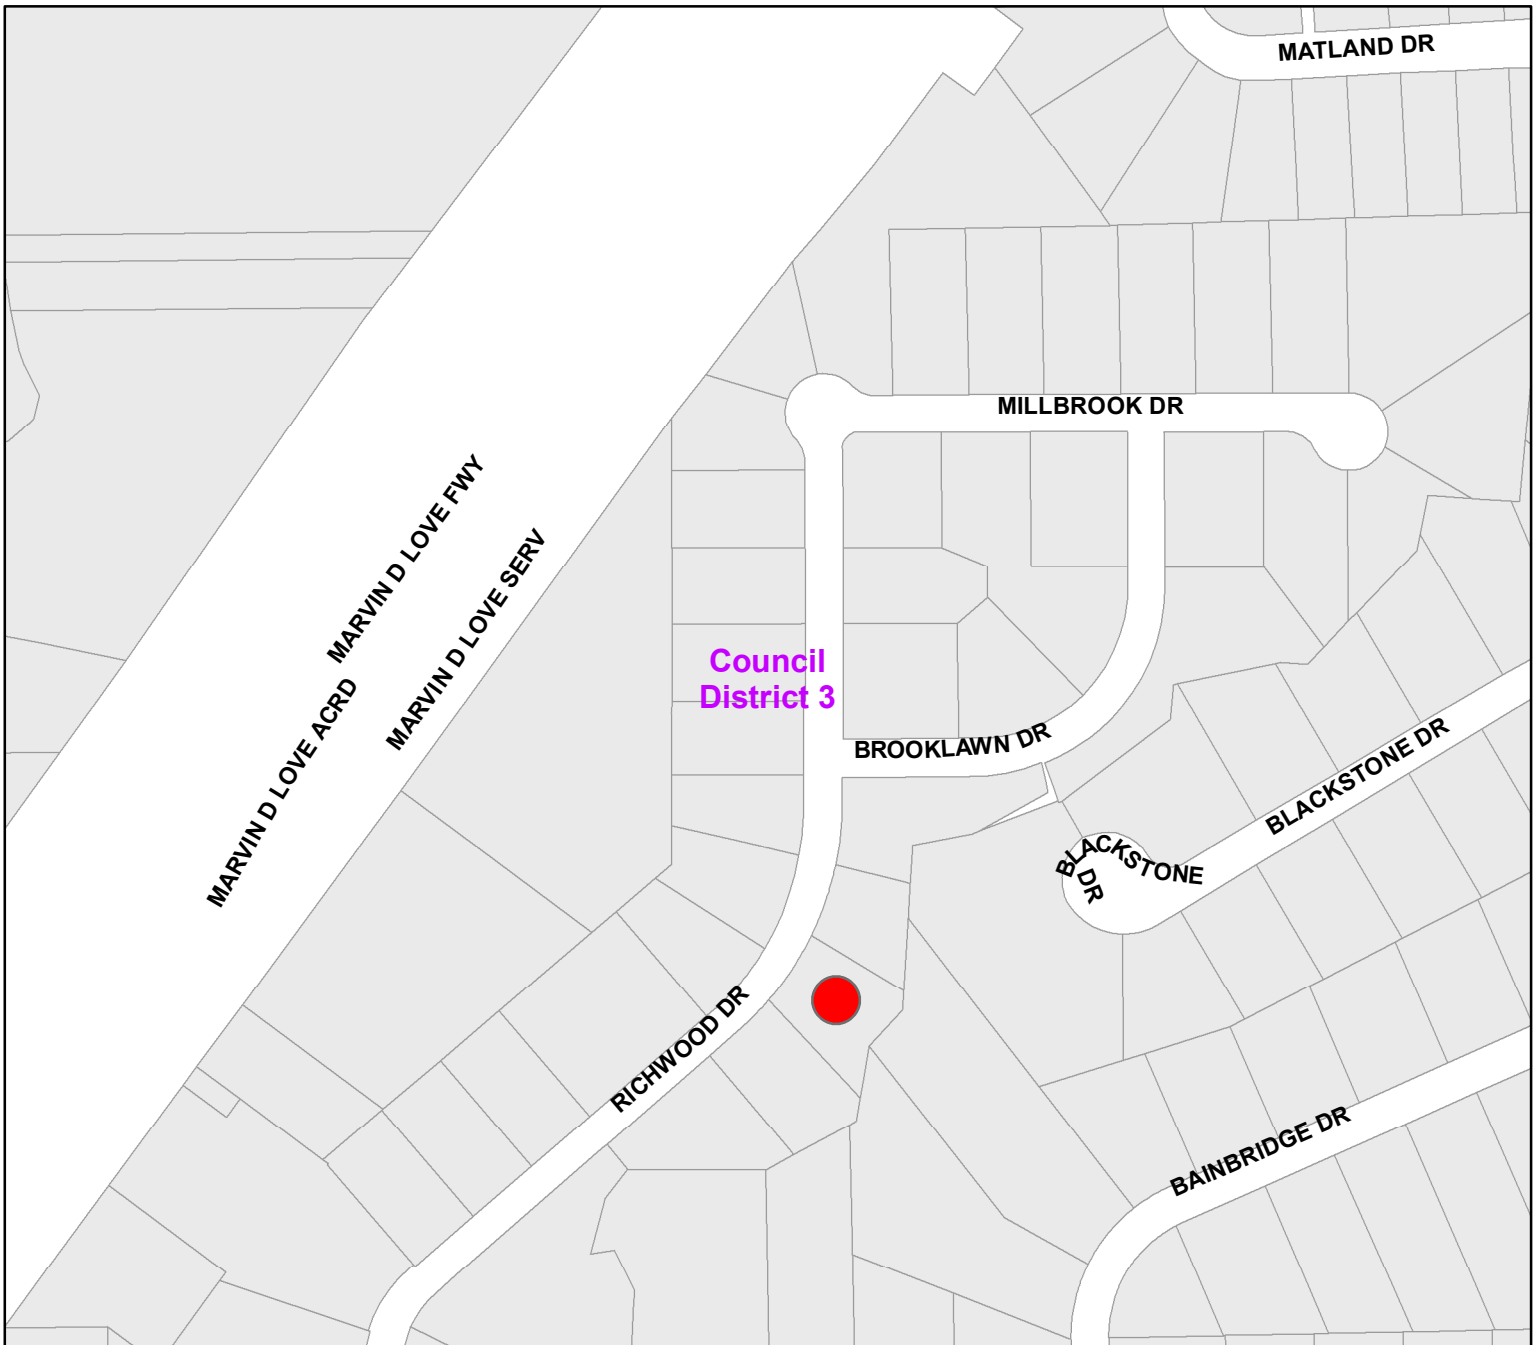 MATLAND DR
MILLBROOK DR
MARVIN D LOVE FWY
MARVIN D LOVE SERV
MARVIN D LOVE ACRD
Council
District 3
BROOKLAWN DR
BLACKSTONE DR
BLACKSTONE
DR
RICHWOOD DR
BAINBRIDGE DR